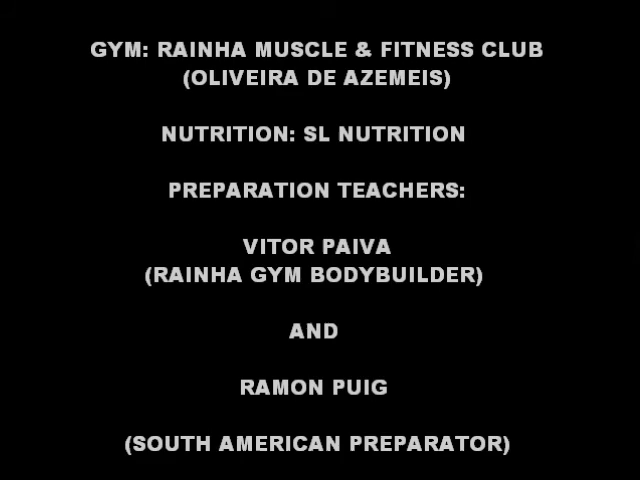 GYM: RAINHA MUSCLE & FITNESS CLUB
(OLIVEIRA DE AZEMEIS)
NUTRITION: SL NUTRITION
PREPARATION TEACHERS:
VITOR PAIVA
(RAINHA GYM BODYBUILDER)
AND
RAMON PUIG
(SOUTH AMERICAN PREPARATOR)